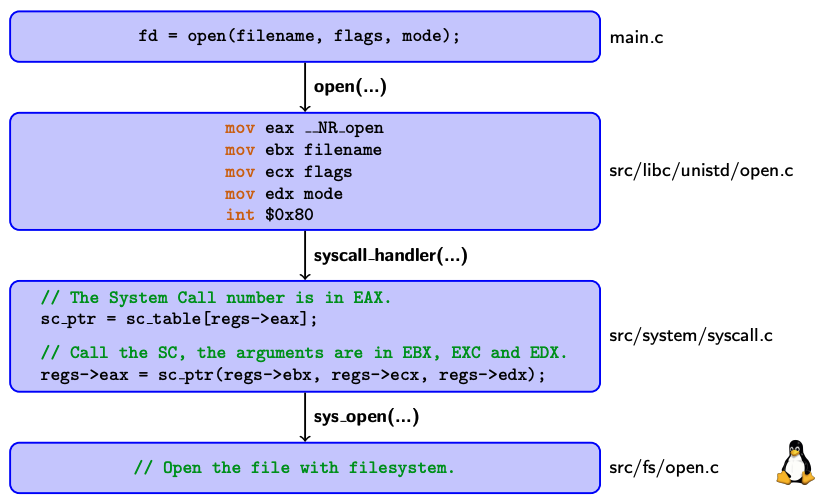 fd = open(filename, flags, mode);
main.c
open(...)
mov eax __NR_open
mov ebx filename
mov ecx flags
mov edx mode
int $0x80
src/libc/unistd/open.c
syscall_handler(...)
// The System Call number is in EAX.
sc_ptr = sc_table[regs->eax];
// Call the SC, the arguments are in EBX, EXC and EDX.
regs->eax = sc_ptr(regs->ebx, regs->ecx, regs->edx);
src/system/syscall.c
sys_open(...)
// Open the file with filesystem.
src/fs/open.c